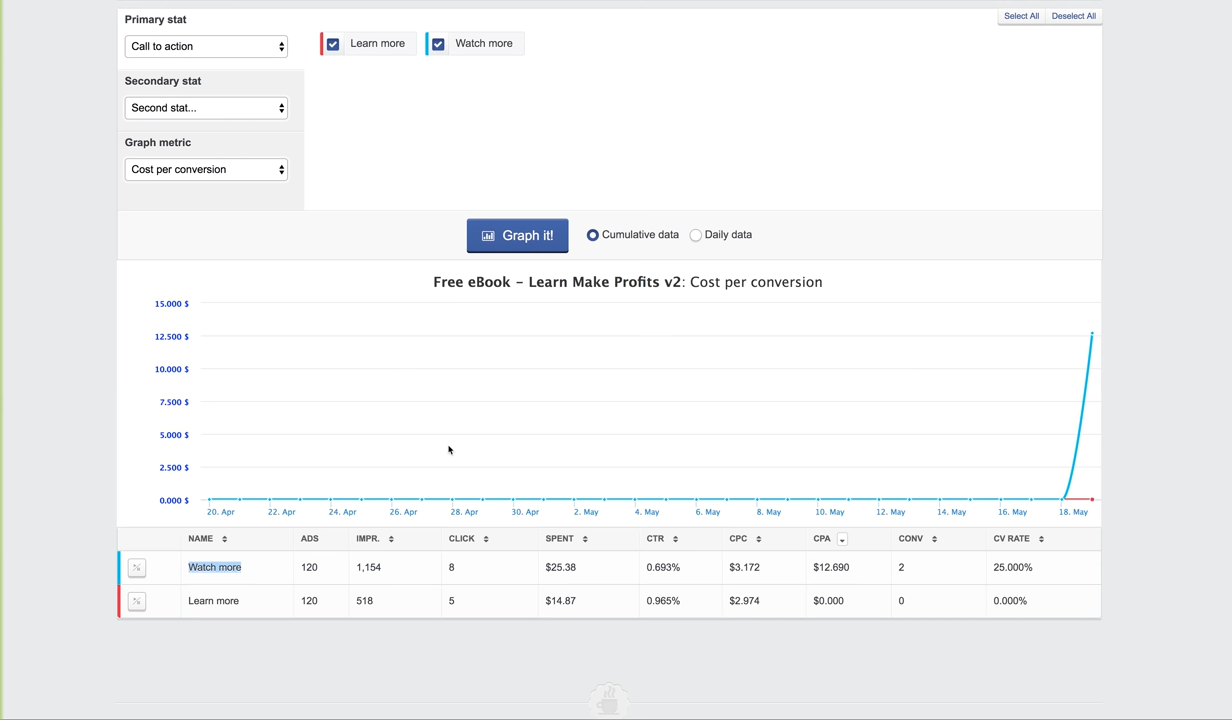 Primary stat
Select All Deselect All
Call to action
Learn more Watch more
Secondary stat
Second stat...
Graph metric
Cost per conversion
Graph it! Cumulative data Daily data
Free eBook – Learn Make Profits v2: Cost per conversion
15.000 $
12.500 $
10.000 $
7.500 $
5.000 $
2.500 $
0.000 $
20. Apr 22. Apr 24. Apr 26. Apr 28. Apr 30. Apr 2. May 4. May 6. May 8. May 10. May 12. May 14. May 16. May 18. May
NAME ADS IMPR. CLICK SPENT CTR CPC CPA CONV CV RATE
% Watch more 120 1,154 8 $25.38 0.693% $3.172 $12.690 2 25.000%
% Learn more 120 518 5 $14.87 0.965% $2.974 $0.000 0 0.000%